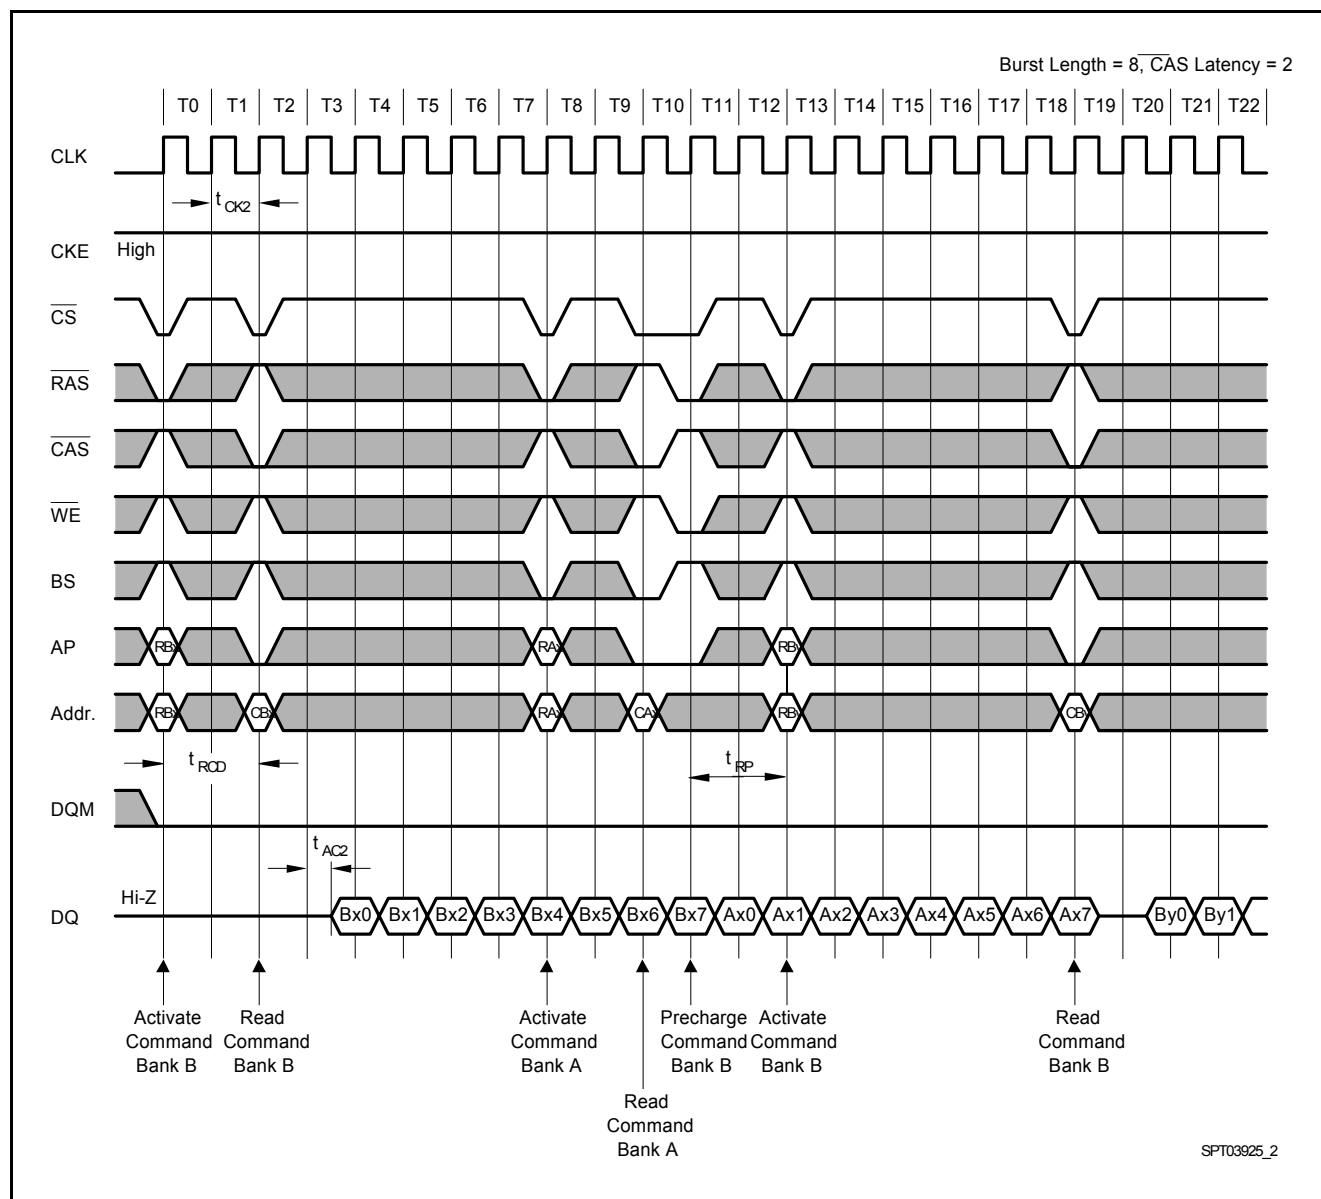 Burst Length = 8, CAS Latency = 2
T0 T1 T2 T3 T4 T5 T6 T7 T8 T9 T10 T11 T12 T13 T14 T15 T16 T17 T18 T19 T20 T21 T22
CLK
t CK2
CKE High
CS
RAS
CAS
WE
BS
AP RBx RAx RBy
Addr. RBx CBx RAx CAx RBy CBy
t RCD t RP
DQM
t AC2
Hi-Z
DQ Bx0 Bx1 Bx2 Bx3 Bx4 Bx5 Bx6 Bx7 Ax0 Ax1 Ax2 Ax3 Ax4 Ax5 Ax6 Ax7 By0 By1
Activate Command Bank B
Read Command Bank B
Activate Command Bank A
Read Command Bank A
Precharge Command Bank B
Activate Command Bank B
Read Command Bank B
SPT03925_2